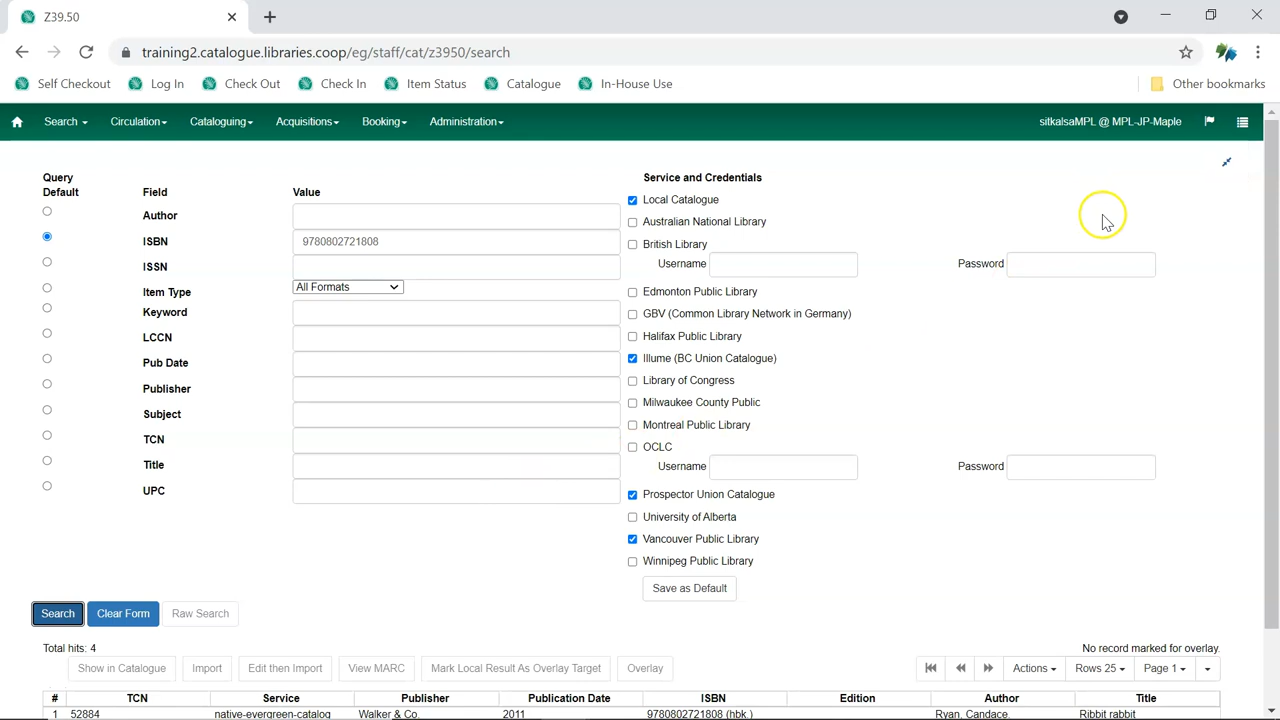 Z39.50
training2.catalogue.libraries.coop/eg/staff/cat/z3950/search
Self Checkout Log In Check Out Check In Item Status Catalogue In-House Use Other bookmarks
Search Circulation Cataloguing Acquisitions Booking Administration sitkalsaMPL @ MPL-JP-Maple
Query Default Field Value Service and Credentials
Author
ISBN 9780802721808
ISSN
Item Type All Formats
Keyword
LCCN
Pub Date
Publisher
Subject
TCN
Title
UPC
Local Catalogue
Australian National Library
British Library
Username Password
Edmonton Public Library
GBV (Common Library Network in Germany)
Halifax Public Library
Illume (BC Union Catalogue)
Library of Congress
Milwaukee County Public
Montreal Public Library
OCLC
Username Password
Prospector Union Catalogue
University of Alberta
Vancouver Public Library
Winnipeg Public Library
Save as Default
Search Clear Form Raw Search
Total hits: 4 No record marked for overlay.
Show in Catalogue Import Edit then Import View MARC Mark Local Result As Overlay Target Overlay Actions Rows 25 Page 1
# TCN Service Publisher Publication Date ISBN Edition Author Title
1 52884 native-evergreen-catalog Walker & Co. 2011 9780802721808 (hbk.) Ryan, Candace. Ribbit rabbit